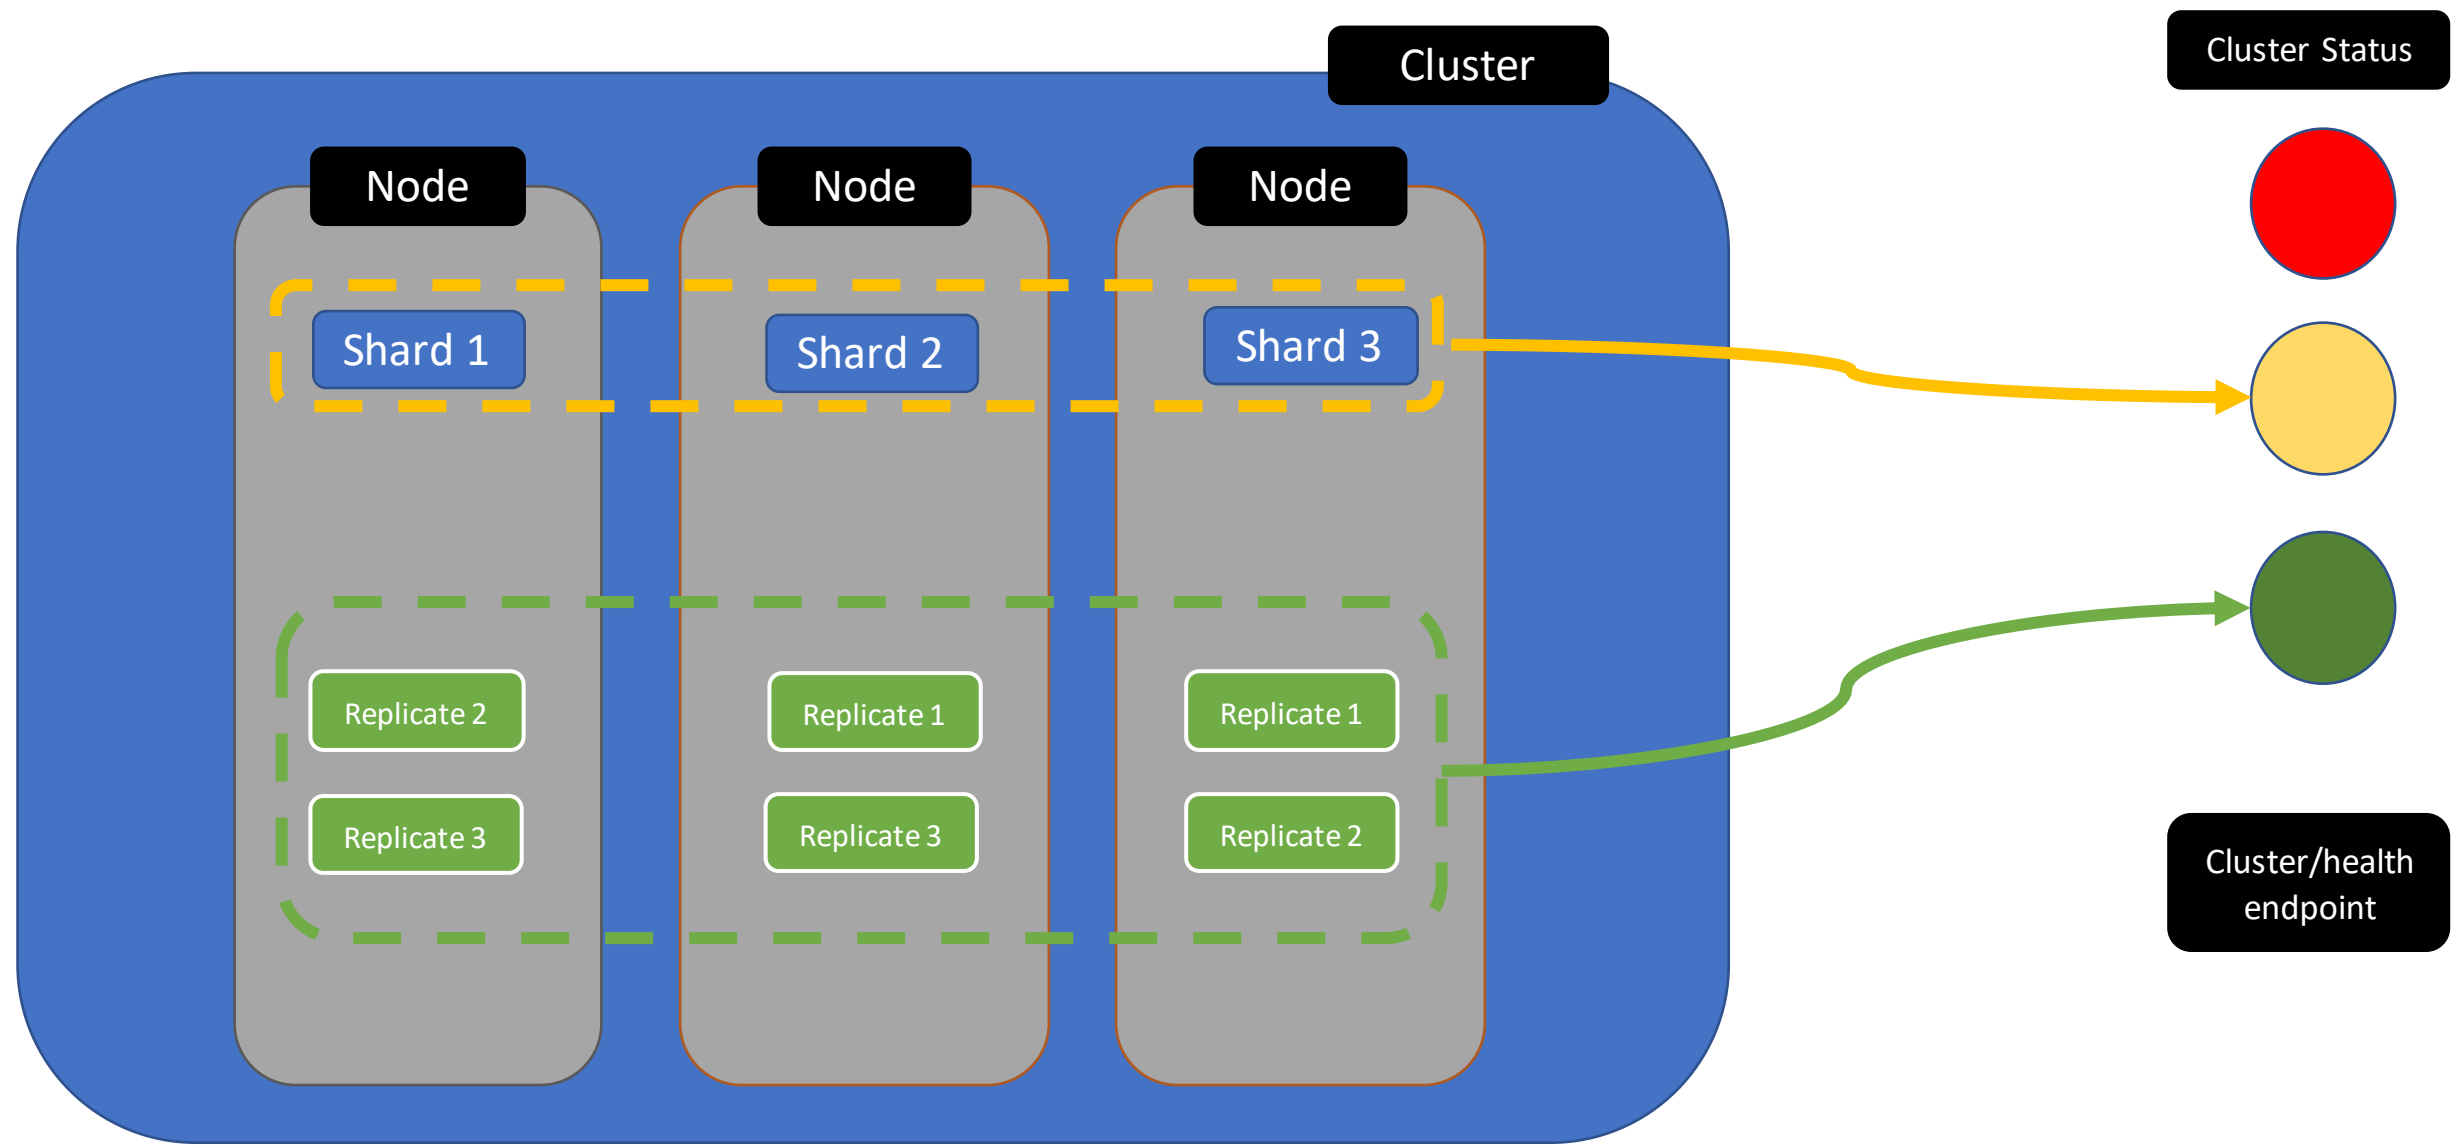 Cluster
Cluster Status
Node
Node
Node
Shard 1
Shard 2
Shard 3
Replicate 2
Replicate 1
Replicate 1
Replicate 3
Replicate 3
Replicate 2
Cluster/health
endpoint